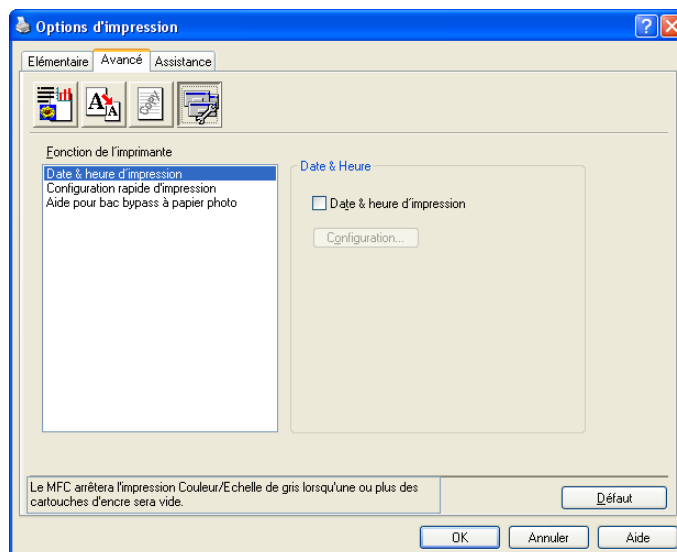 Options d'impression
Elémentaire Avancé Assistance
Fonction de l'imprimante
Date & heure d'impression
Configuration rapide d'impression
Aide pour bac bypass à papier photo
Date & Heure
Date & heure d'impression
Configuration...
Le MFC arrêtera l'impression Couleur/Echelle de gris lorsqu'une ou plus des
cartouches d'encre sera vide.
Défaut
OK Annuler Aide